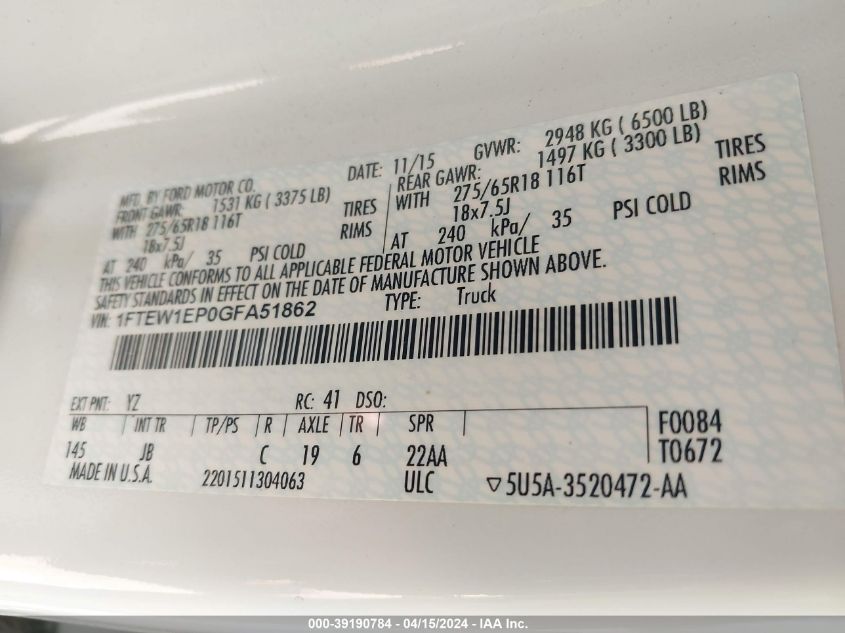 MFD. BY FORD MOTOR CO. DATE: 11/15 GVWR: 2948 KG ( 6500 LB)
FRONT GAWR: 1531 KG ( 3375 LB) REAR GAWR: 1497 KG ( 3300 LB)
WITH 275/65R18 116T TIRES WITH 275/65R18 116T TIRES
18x7.5J RIMS 18x7.5J RIMS
AT 240 kPa/ 35 PSI COLD AT 240 kPa/ 35 PSI COLD
THIS VEHICLE CONFORMS TO ALL APPLICABLE FEDERAL MOTOR VEHICLE
SAFETY STANDARDS IN EFFECT ON THE DATE OF MANUFACTURE SHOWN ABOVE.
VIN: 1FTEW1EP0GFA51862 TYPE: Truck
EXT PNT: YZ RC: 41 DSO:
WB INT TR TP/PS R AXLE TR SPR F0084
145 JB C 19 6 22AA T0672
MADE IN U.S.A. 2201511304063 ULC ▽5U5A-3520472-AA
000-39190784 - 04/15/2024 - IAA Inc.